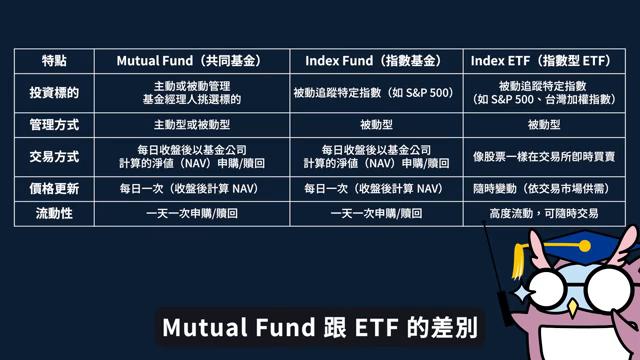 特點 Mutual Fund（共同基金） Index Fund（指數基金） Index ETF（指數型 ETF）
投資標的 主動或被動管理 基金經理人挑選標的 被動追蹤特定指數（如 S&P 500） 被動追蹤特定指數 （如 S&P 500、台灣加權指數）
管理方式 主動型或被動型 被動型 被動型
交易方式 每日收盤後以基金公司 計算的淨值（NAV）申購/贖回 每日收盤後以基金公司 計算的淨值（NAV）申購/贖回 像股票一樣在交易所即時買賣
價格更新 每日一次（收盤後計算 NAV） 每日一次（收盤後計算 NAV） 隨時變動（依交易市場供需）
流動性 一天一次申購/贖回 一天一次申購/贖回 高度流動，可隨時交易
Mutual Fund 跟 ETF 的差別